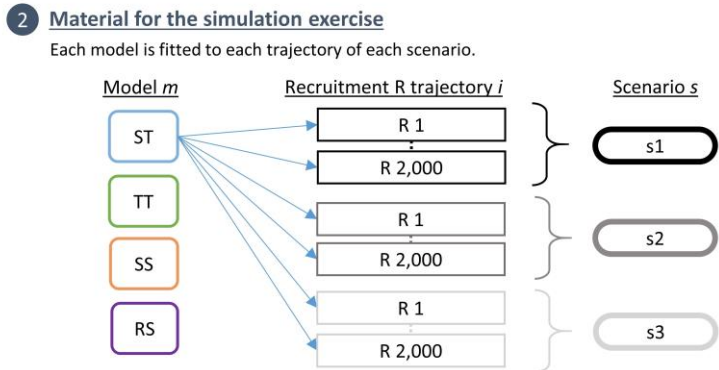 2 Material for the simulation exercise
Each model is fitted to each trajectory of each scenario.
Model m Recruitment R trajectory i Scenario s
ST
R 1
R 2,000
s1
TT
R 1
R 2,000
s2
SS
RS
R 1
R 2,000
s3